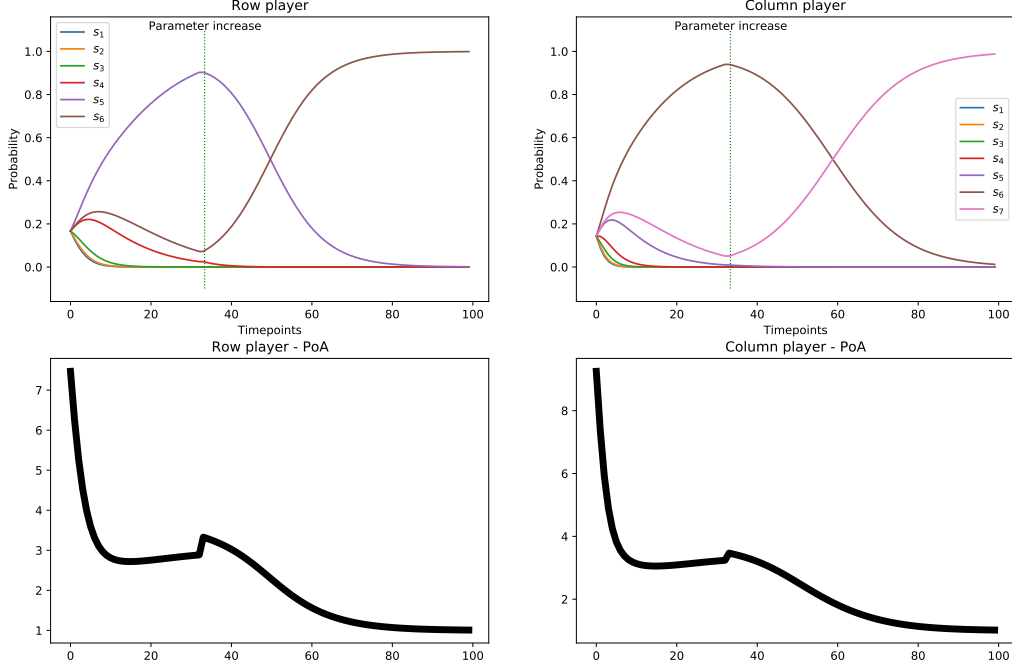 Row player
Parameter increase
1.0
0.8
0.6
0.4
0.2
0.0
Probability
s1
s2
s3
s4
s5
s6
0 20 40 60 80 100
Timepoints
Column player
Parameter increase
1.0
0.8
0.6
0.4
0.2
0.0
Probability
s1
s2
s3
s4
s5
s6
s7
0 20 40 60 80 100
Timepoints
Row player - PoA
7
6
5
4
3
2
1
0 20 40 60 80 100
Column player - PoA
8
6
4
2
0 20 40 60 80 100